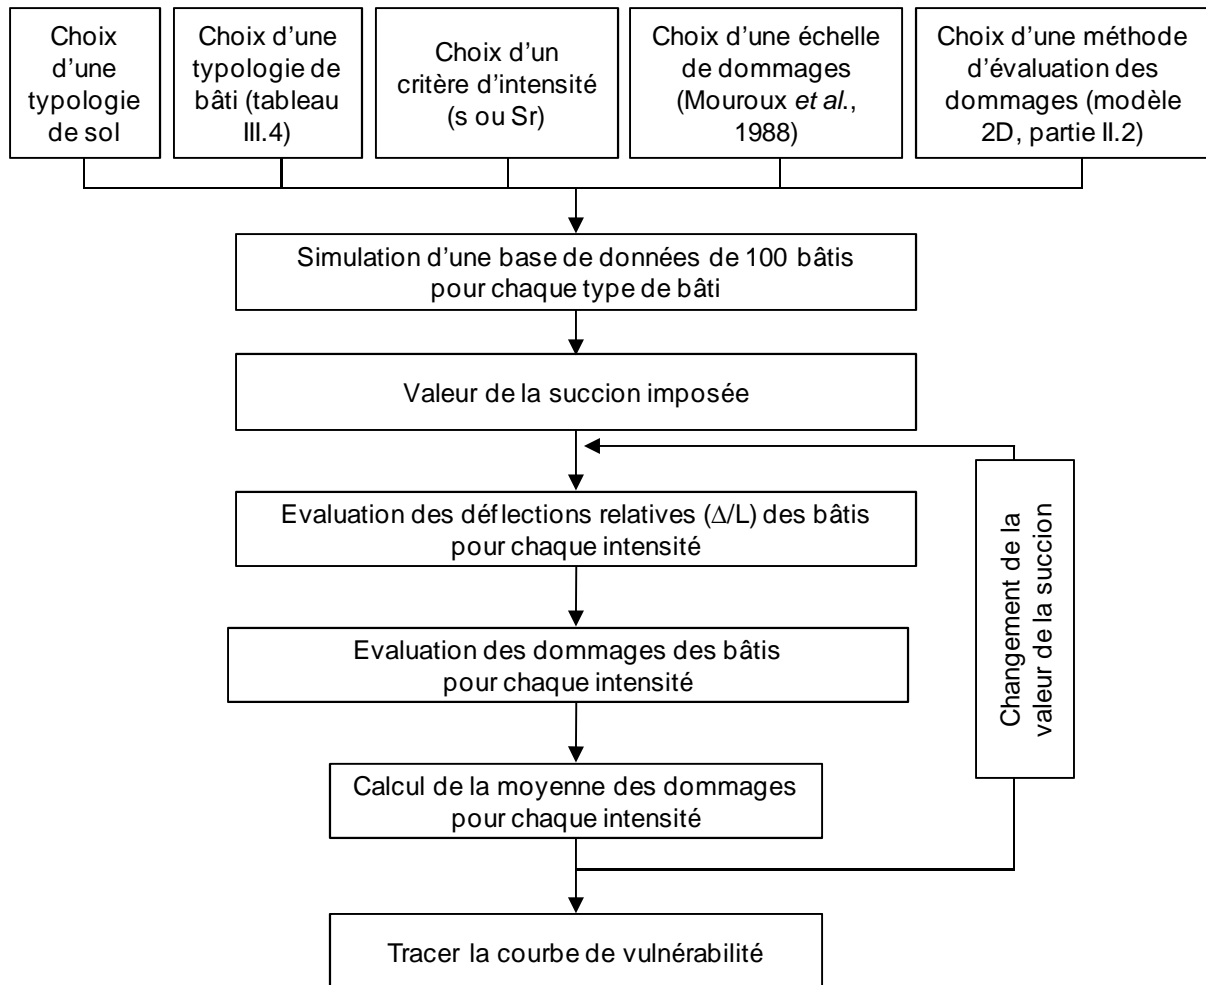 Choix
d'une
typologie
de sol
Choix d'une
typologie de
bâti (tableau
III.4)
Choix d'un
critère d'intensité
(s ou Sr)
Choix d'une échelle
de dommages
(Mouroux et al.,
1988)
Choix d'une méthode
d'évaluation des
dommages (modèle
2D, partie II.2)
Simulation d'une base de données de 100 bâtis
pour chaque type de bâti
Valeur de la succion imposée
Evaluation des déflections relatives (Δ/L) des bâtis
pour chaque intensité
Changement de la
valeur de la succion
Evaluation des dommages des bâtis
pour chaque intensité
Calcul de la moyenne des dommages
pour chaque intensité
Tracer la courbe de vulnérabilité